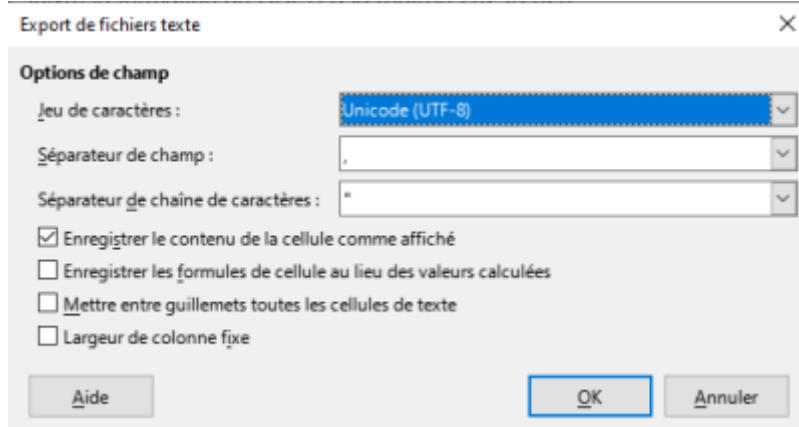 Export de fichiers texte
Options de champ
Jeu de caractères : Unicode (UTF-8)
Séparateur de champ : ,
Séparateur de chaîne de caractères : "
Enregistrer le contenu de la cellule comme affiché
Enregistrer les formules de cellule au lieu des valeurs calculées
Mettre entre guillemets toutes les cellules de texte
Largeur de colonne fixe
Aide OK Annuler